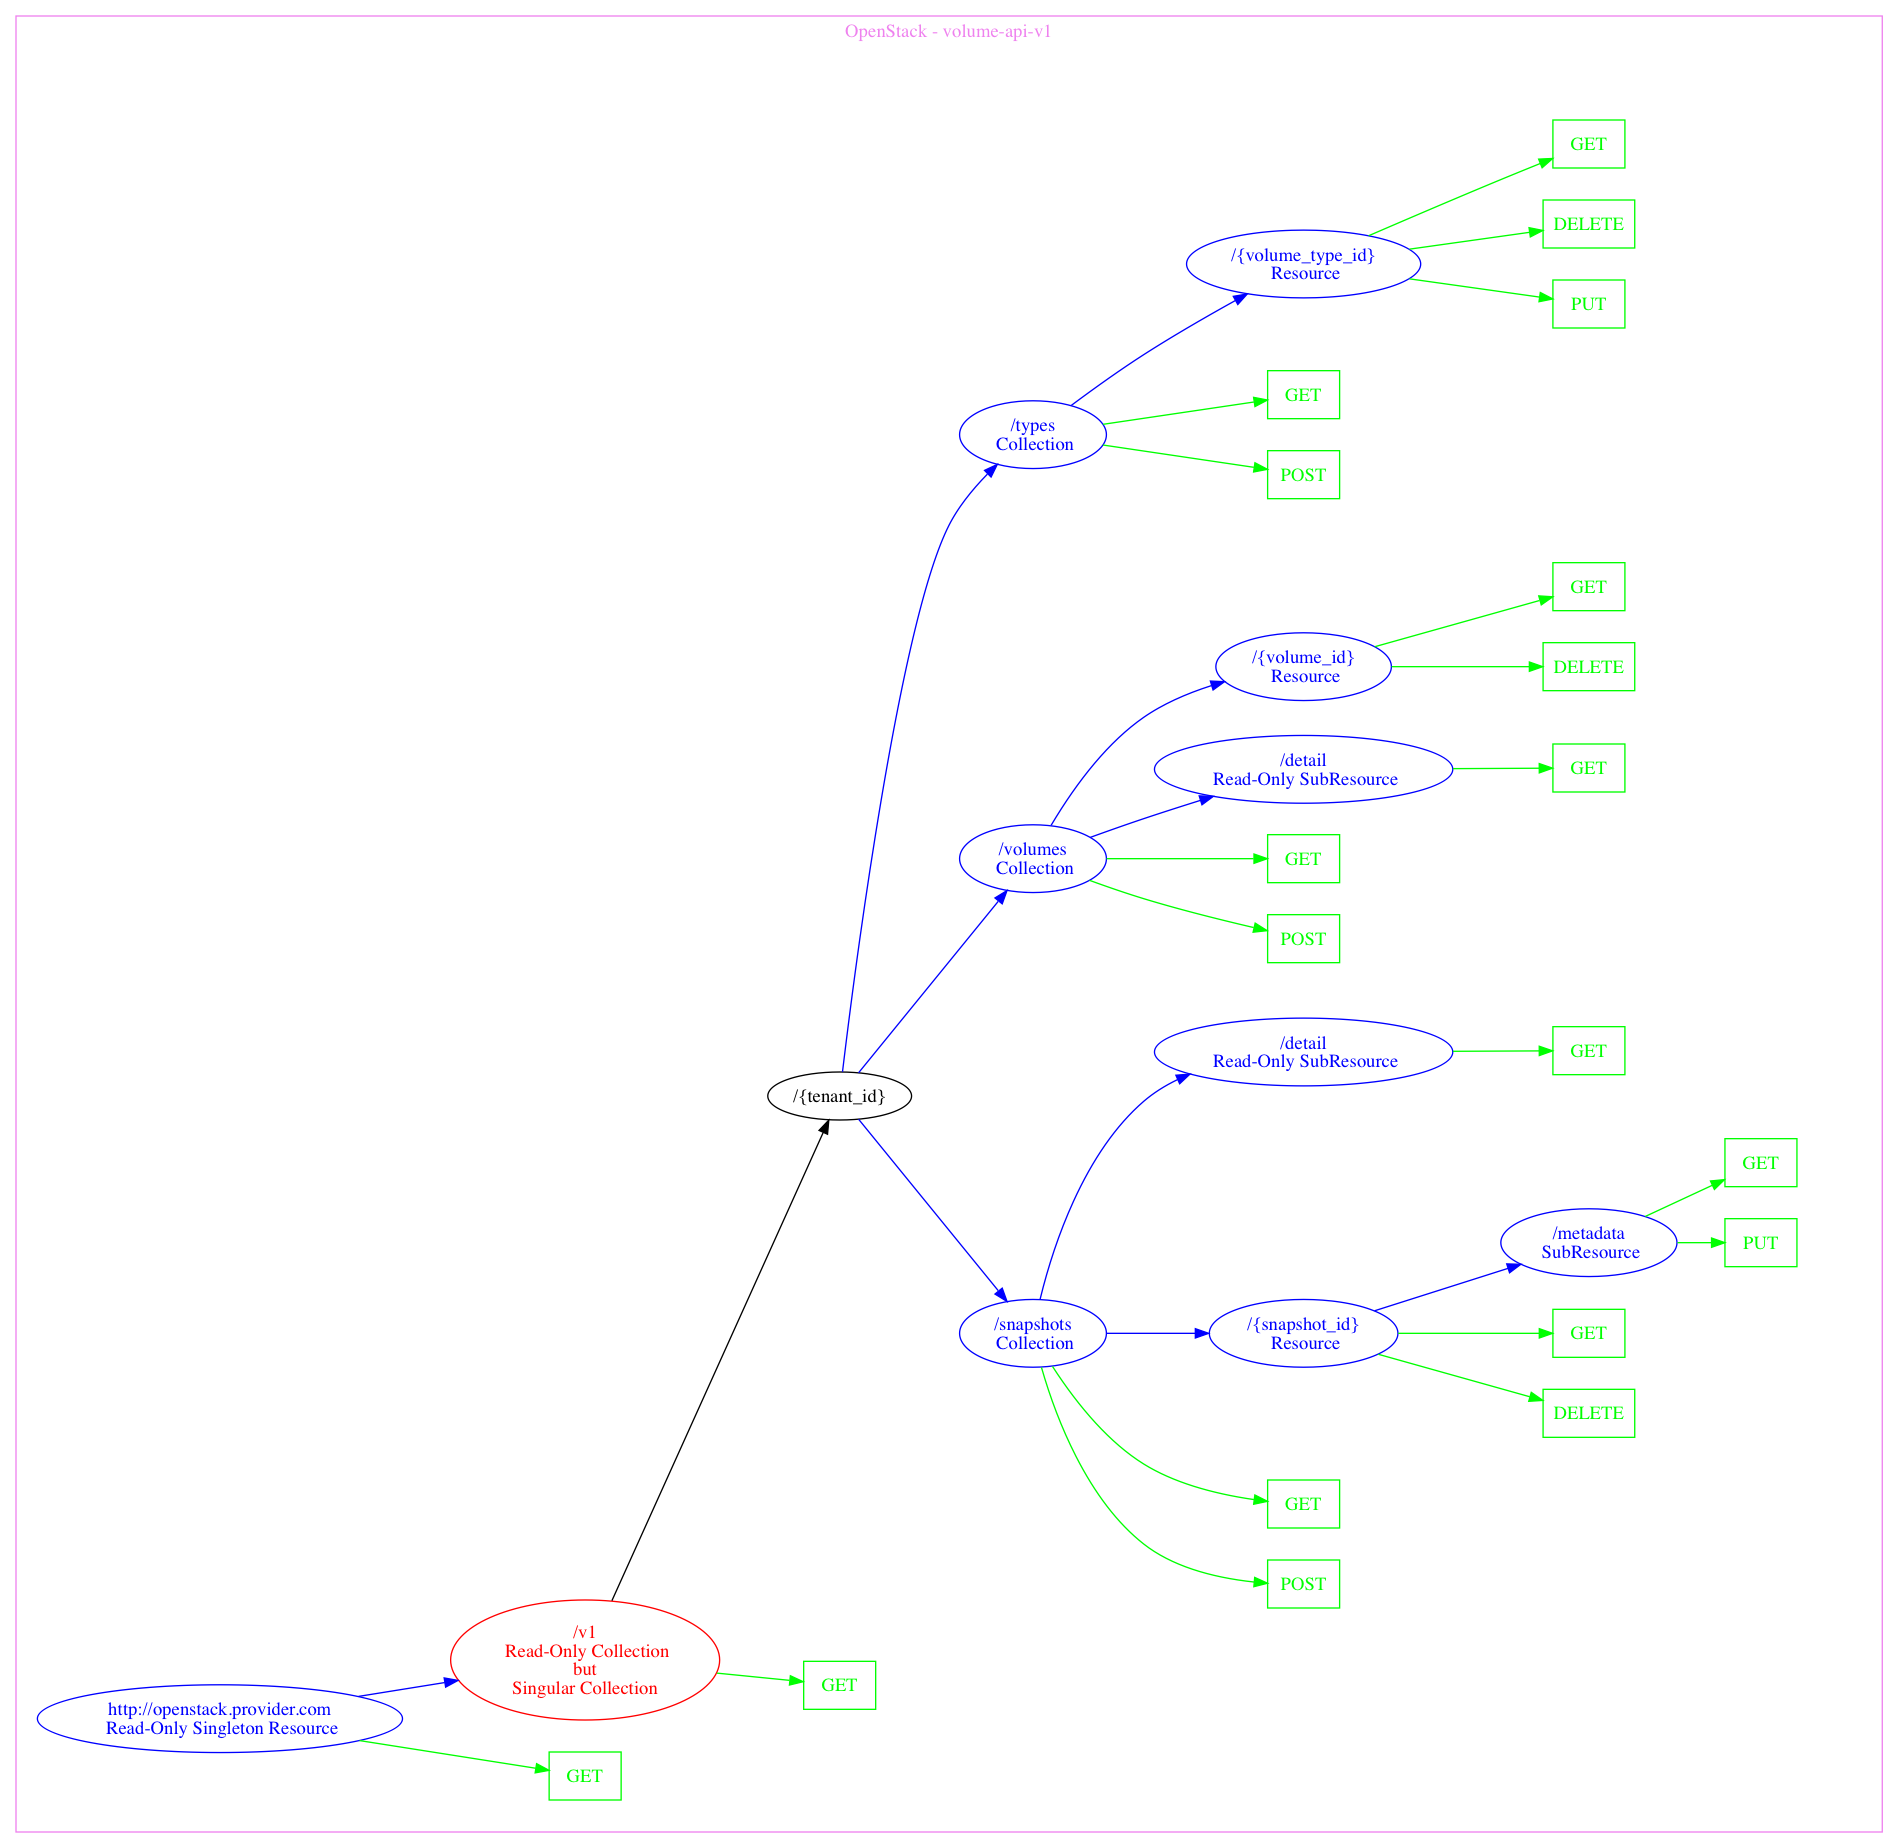 OpenStack - volume-api-v1
GET
DELETE
/{volume_type_id}
Resource
PUT
GET
/types
Collection
POST
GET
/{volume_id}
Resource
DELETE
/detail
Read-Only SubResource
GET
/volumes
Collection
GET
POST
/detail
Read-Only SubResource
GET
/{tenant_id}
GET
/metadata
SubResource
PUT
/snapshots
Collection
/{snapshot_id}
Resource
GET
DELETE
GET
POST
/v1
Read-Only Collection
but
Singular Collection
GET
http://openstack.provider.com
Read-Only Singleton Resource
GET